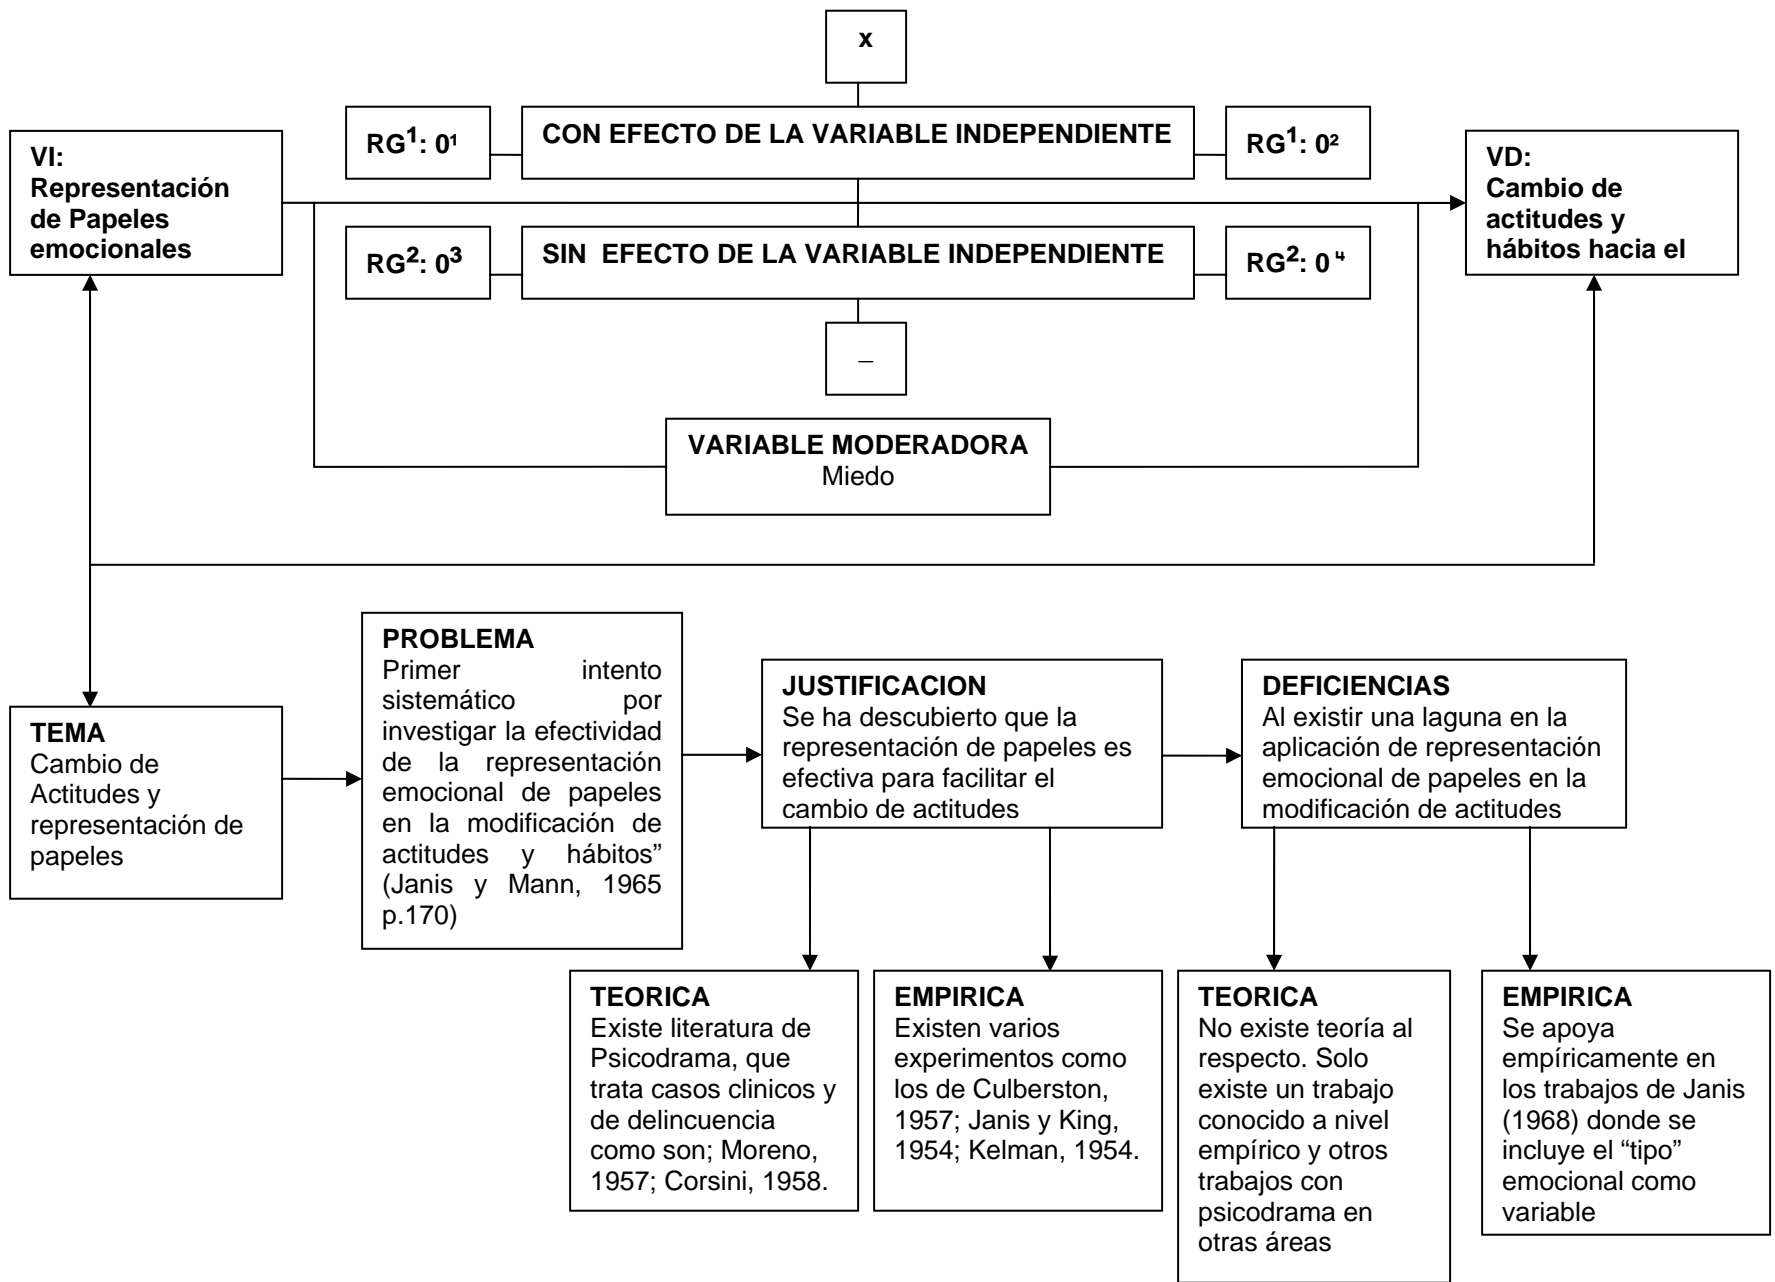 x
RG¹: 0¹
CON EFECTO DE LA VARIABLE INDEPENDIENTE
RG¹: 0²
VI:
Representación
de Papeles
emocionales
VD:
Cambio de
actitudes y
hábitos hacia el
RG²: 0³
SIN EFECTO DE LA VARIABLE INDEPENDIENTE
RG²: 0⁴
_
VARIABLE MODERADORA
Miedo
TEMA
Cambio de
Actitudes y
representación de
papeles
PROBLEMA
Primer intento
sistemático por
investigar la efectividad
de la representación
emocional de papeles
en la modificación de
actitudes y hábitos”
(Janis y Mann, 1965
p.170)
JUSTIFICACION
Se ha descubierto que la
representación de papeles es
efectiva para facilitar el
cambio de actitudes
DEFICIENCIAS
Al existir una laguna en la
aplicación de representación
emocional de papeles en la
modificación de actitudes
TEORICA
Existe literatura de
Psicodrama, que
trata casos clinicos y
de delincuencia
como son; Moreno,
1957; Corsini, 1958.
EMPIRICA
Existen varios
experimentos como
los de Culberston,
1957; Janis y King,
1954; Kelman, 1954.
TEORICA
No existe teoría al
respecto. Solo
existe un trabajo
conocido a nivel
empírico y otros
trabajos con
psicodrama en
otras áreas
EMPIRICA
Se apoya
empíricamente en
los trabajos de Janis
(1968) donde se
incluye el “tipo”
emocional como
variable